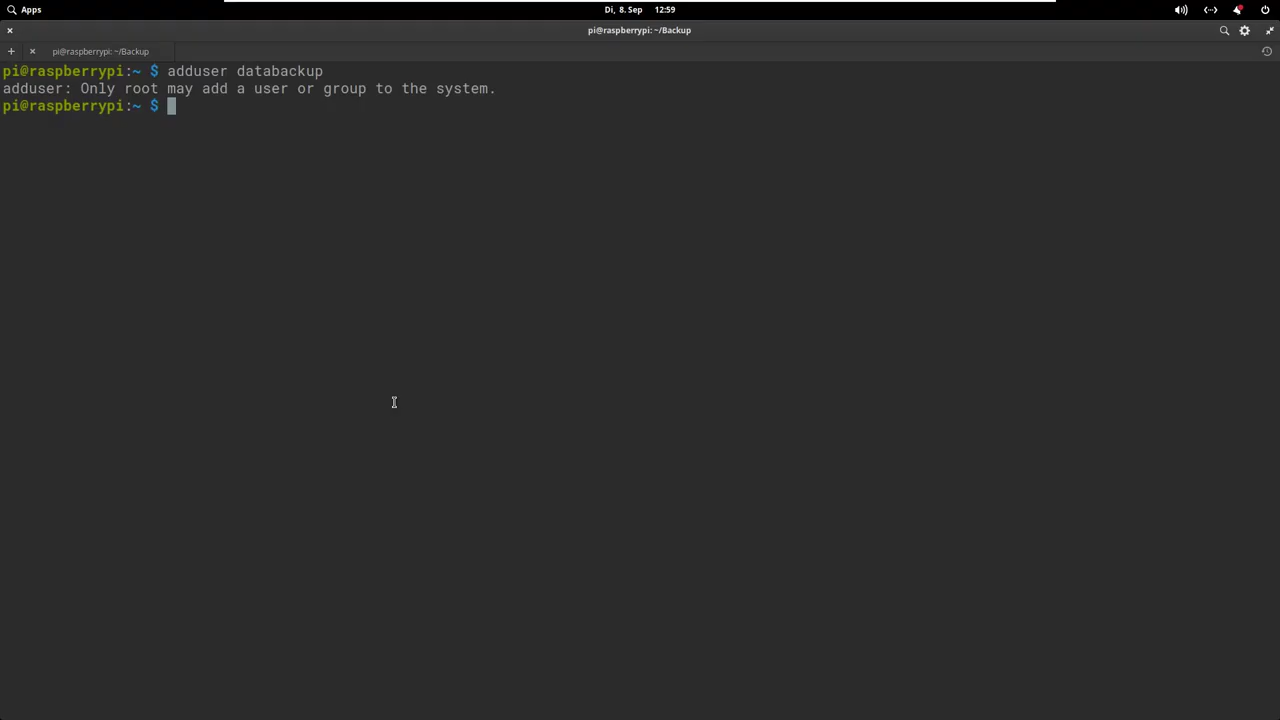 Apps
Di, 8. Sep 12:59
pi@raspberrypi: ~/Backup
pi@raspberrypi: ~/Backup
pi@raspberrypi:~ $ adduser databackup
adduser: Only root may add a user or group to the system.
pi@raspberrypi:~ $